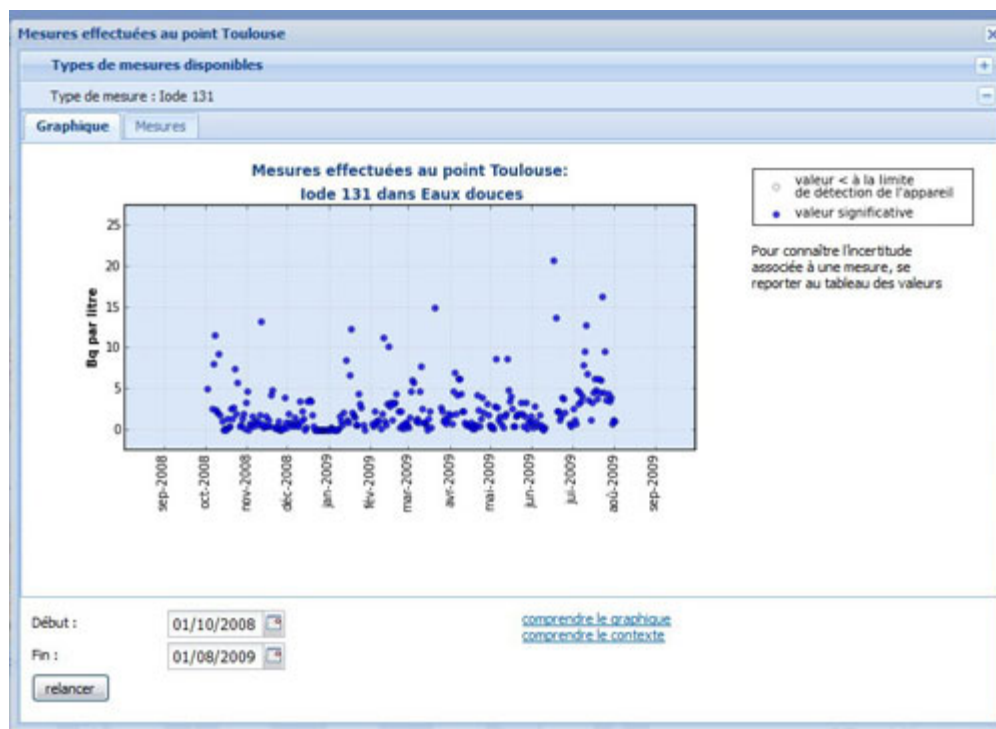 Mesures effectuées au point Toulouse
Types de mesures disponibles
Type de mesure : Iode 131
Graphique
Mesures
Mesures effectuées au point Toulouse:
Iode 131 dans Eaux douces
valeur < à la limite
de détection de l'appareil
valeur significative
Pour connaître l'incertitude
associée à une mesure, se
reporter au tableau des valeurs
Bq par litre
25
20
15
10
5
0
sep-2008
oct-2008
nov-2008
déc-2008
jan-2009
fév-2009
mar-2009
avr-2009
mai-2009
jun-2009
jui-2009
aoû-2009
sep-2009
Début :
01/10/2008
Fin :
01/08/2009
relancer
comprendre le graphique
comprendre le contexte